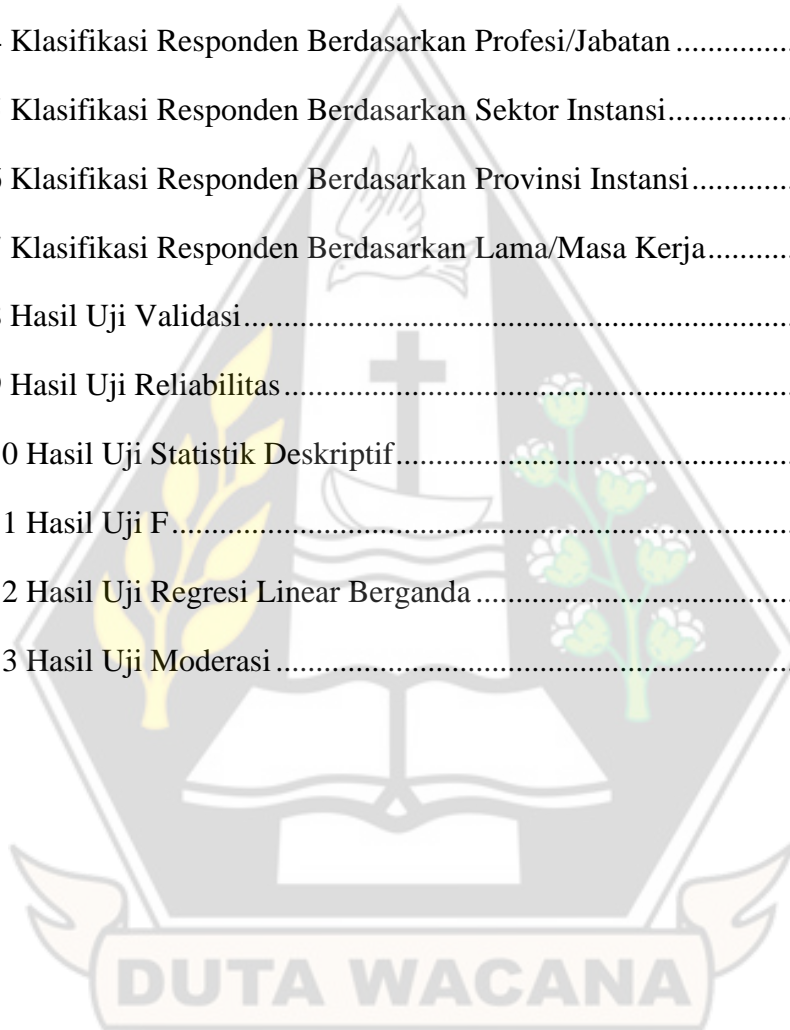 Klasifikasi Responden Berdasarkan Profesi/Jabatan ...............
Klasifikasi Responden Berdasarkan Sektor Instansi................
Klasifikasi Responden Berdasarkan Provinsi Instansi.............
Klasifikasi Responden Berdasarkan Lama/Masa Kerja...........
Hasil Uji Validasi.....................................................................
9 Hasil Uji Reliabilitas................................................................
0 Hasil Uji Statistik Deskriptif..................................................
1 Hasil Uji F..............................................................................
2 Hasil Uji Regresi Linear Berganda ........................................
3 Hasil Uji Moderasi .................................................................
DUTA WACANA